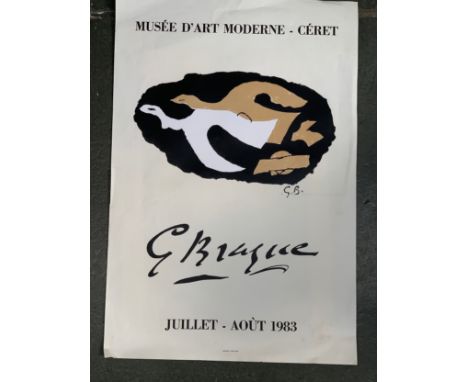 MUSÉE D'ART MODERNE - CÉRET
G.B.
G Braque
JUILLET - AOÛT 1983